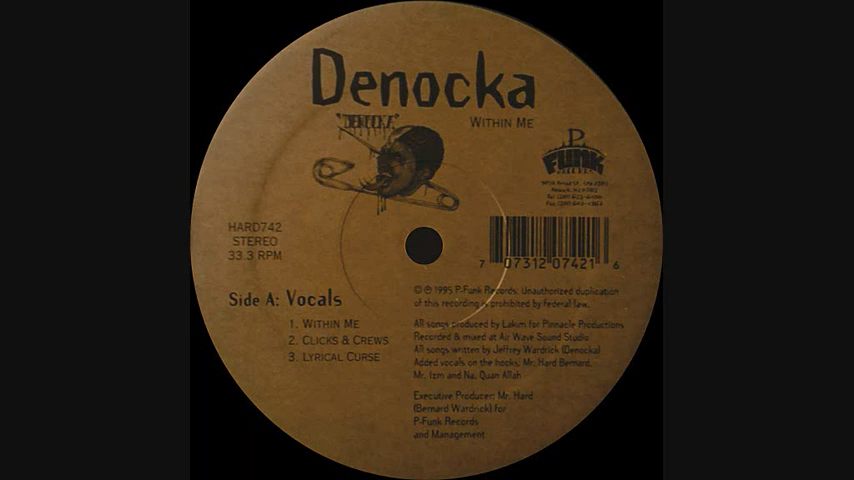 Denocka
WITHIN ME
"DENOCKA"
P
FUNK
Newark, NJ
HARD742
STEREO
33.3 RPM
7 07312 07421 6
Side A: Vocals
1. WITHIN ME
2. CLICKS & CREWS
3. LYRICAL CURSE
© ℗ 1995 P-Funk Records. Unauthorized duplication
of this recording is prohibited by federal law.
All songs produced by Lakim for Pinnacle Productions
Recorded & mixed at Air Wave Sound Studio
All songs written by Jeffrey Wardrick (Denocka)
Added vocals on the hooks, Mr. Hard Bernard,
Mr. Izm and Na. Quan Allah
Executive Producer: Mr. Hard
(Bernard Wardrick) for
P-Funk Records
and Management